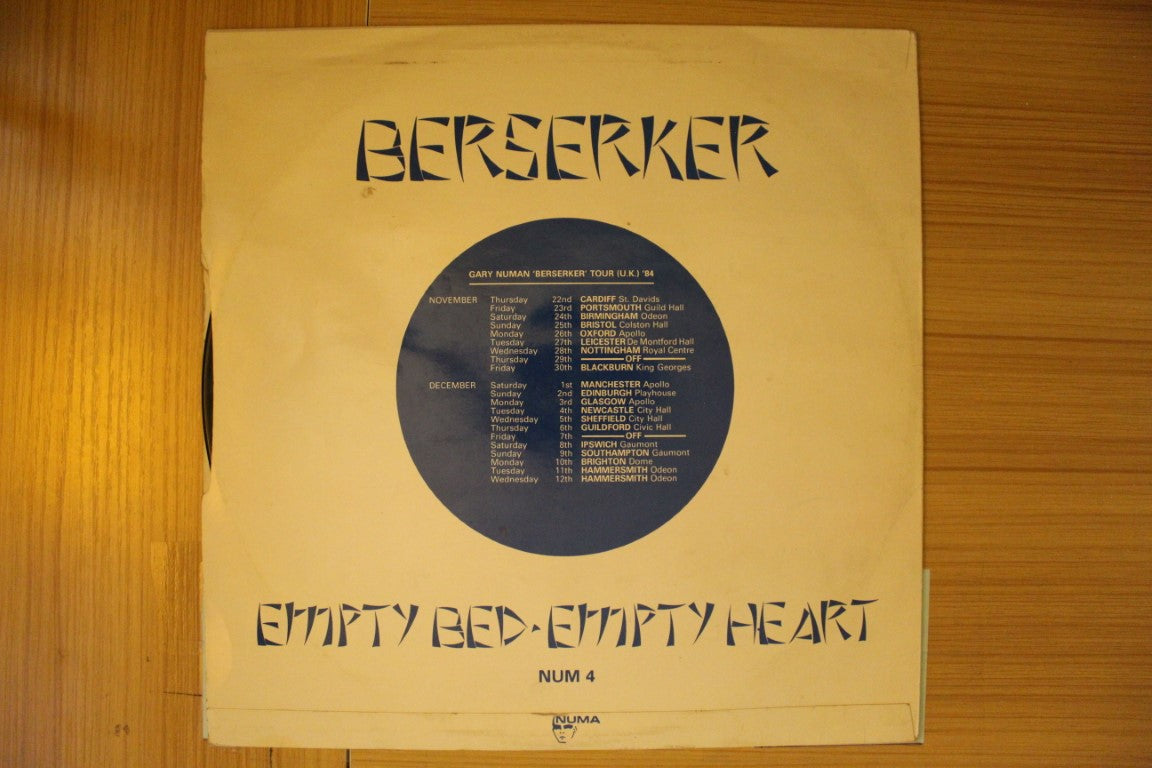 BERSERKER
GARY NUMAN 'BERSERKER' TOUR (U.K.) '84
NOVEMBER Thursday 22nd CARDIFF St. Davids
Friday 23rd PORTSMOUTH Guild Hall
Saturday 24th BIRMINGHAM Odeon
Sunday 25th BRISTOL Colston Hall
Monday 26th OXFORD Apollo
Tuesday 27th LEICESTER De Montford Hall
Wednesday 28th NOTTINGHAM Royal Centre
Thursday 29th OFF
Friday 30th BLACKBURN King Georges
DECEMBER Saturday 1st MANCHESTER Apollo
Sunday 2nd EDINBURGH Playhouse
Monday 3rd GLASGOW Apollo
Tuesday 4th NEWCASTLE City Hall
Wednesday 5th SHEFFIELD City Hall
Thursday 6th GUILDFORD Civic Hall
Friday 7th OFF
Saturday 8th IPSWICH Gaumont
Sunday 9th SOUTHAMPTON Gaumont
Monday 10th BRIGHTON Dome
Tuesday 11th HAMMERSMITH Odeon
Wednesday 12th HAMMERSMITH Odeon
EMPTY BED·EMPTY HEART
NUM 4
NUMA